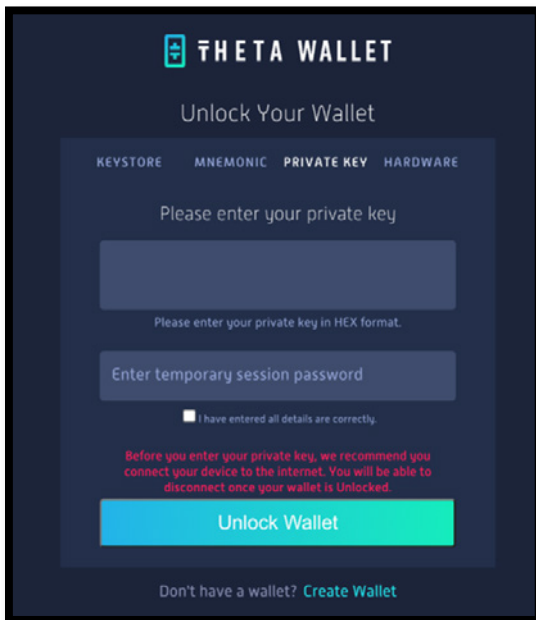 THETA WALLET
Unlock Your Wallet
KEYSTORE MNEMONIC PRIVATE KEY HARDWARE
Please enter your private key
Please enter your private key in HEX format.
Enter temporary session password
I have entered all details are correctly.
Before you enter your private key, we recommend you
connect your device to the internet. You will be able to
disconnect once your wallet is Unlocked.
Unlock Wallet
Don't have a wallet? Create Wallet